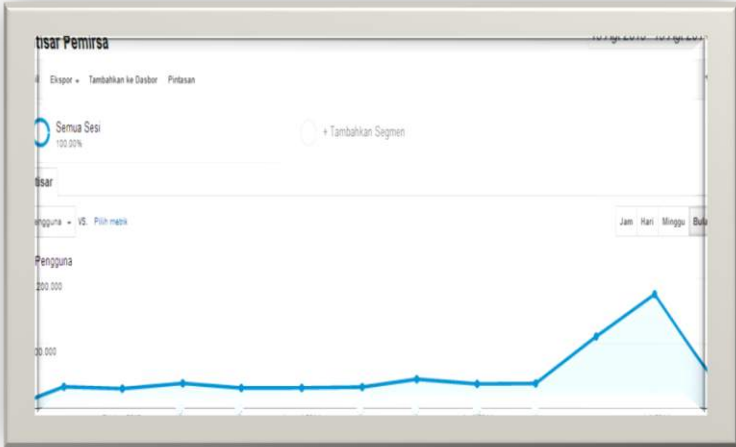 tisar Pemirsa
Ekspor Tambahkan ke Dasbor Pintasan
Semua Sesi
100,00%
+ Tambahkan Segmen
tisar
engguna VS. Pilih metrik
Jam Hari Minggu Bula
Pengguna
200.000
00.000